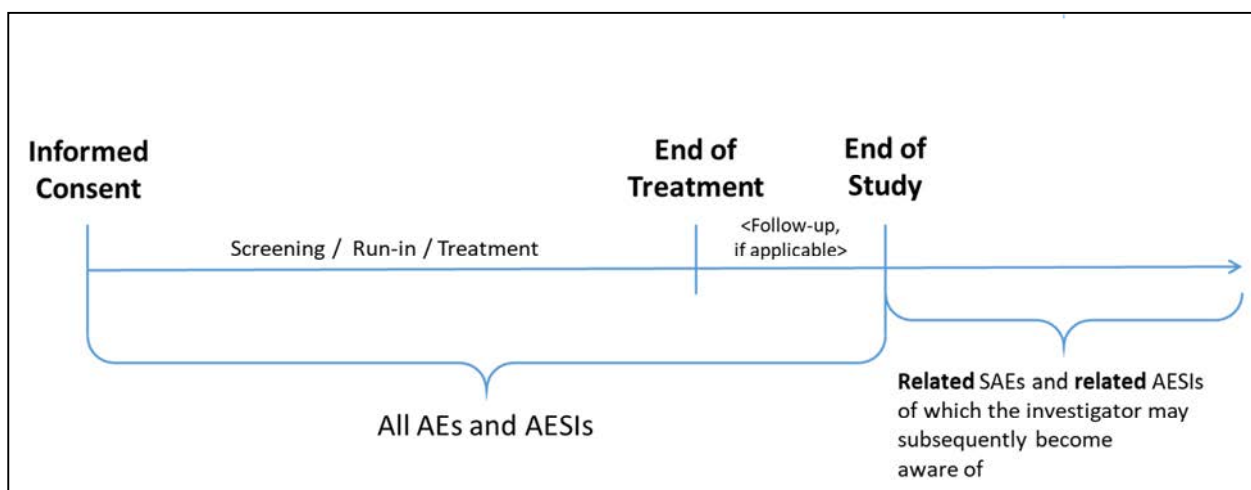 Informed
Consent
End of
Treatment
End of
Study
Screening / Run-in / Treatment
<Follow-up,
if applicable>
All AEs and AESIs
Related SAEs and related AESIs
of which the investigator may
subsequently become
aware of